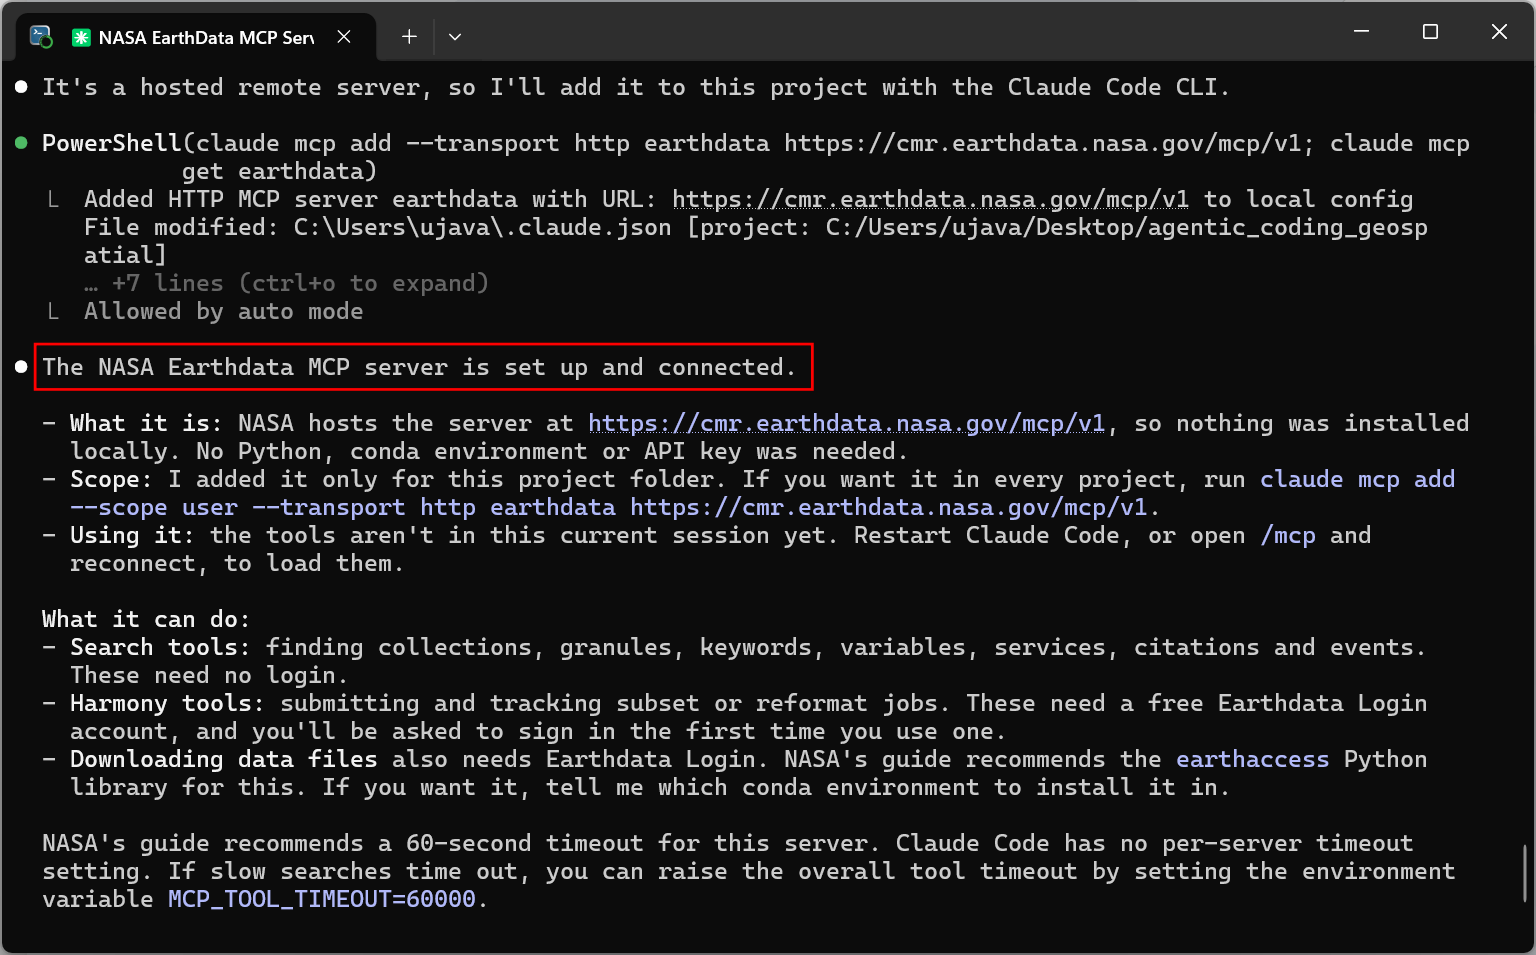 NASA EarthData MCP Serv
It's a hosted remote server, so I'll add it to this project with the Claude Code CLI.
PowerShell(claude mcp add --transport http earthdata https://cmr.earthdata.nasa.gov/mcp/v1; claude mcp
get earthdata)
Added HTTP MCP server earthdata with URL: https://cmr.earthdata.nasa.gov/mcp/v1 to local config
File modified: C:\Users\ujava\.claude.json [project: C:/Users/ujava/Desktop/agentic_coding_geosp
atial]
… +7 lines (ctrl+o to expand)
Allowed by auto mode
The NASA Earthdata MCP server is set up and connected.
- What it is: NASA hosts the server at https://cmr.earthdata.nasa.gov/mcp/v1, so nothing was installed
locally. No Python, conda environment or API key was needed.
- Scope: I added it only for this project folder. If you want it in every project, run claude mcp add
--scope user --transport http earthdata https://cmr.earthdata.nasa.gov/mcp/v1.
- Using it: the tools aren't in this current session yet. Restart Claude Code, or open /mcp and
reconnect, to load them.
What it can do:
- Search tools: finding collections, granules, keywords, variables, services, citations and events.
These need no login.
- Harmony tools: submitting and tracking subset or reformat jobs. These need a free Earthdata Login
account, and you'll be asked to sign in the first time you use one.
- Downloading data files also needs Earthdata Login. NASA's guide recommends the earthaccess Python
library for this. If you want it, tell me which conda environment to install it in.
NASA's guide recommends a 60-second timeout for this server. Claude Code has no per-server timeout
setting. If slow searches time out, you can raise the overall tool timeout by setting the environment
variable MCP_TOOL_TIMEOUT=60000.